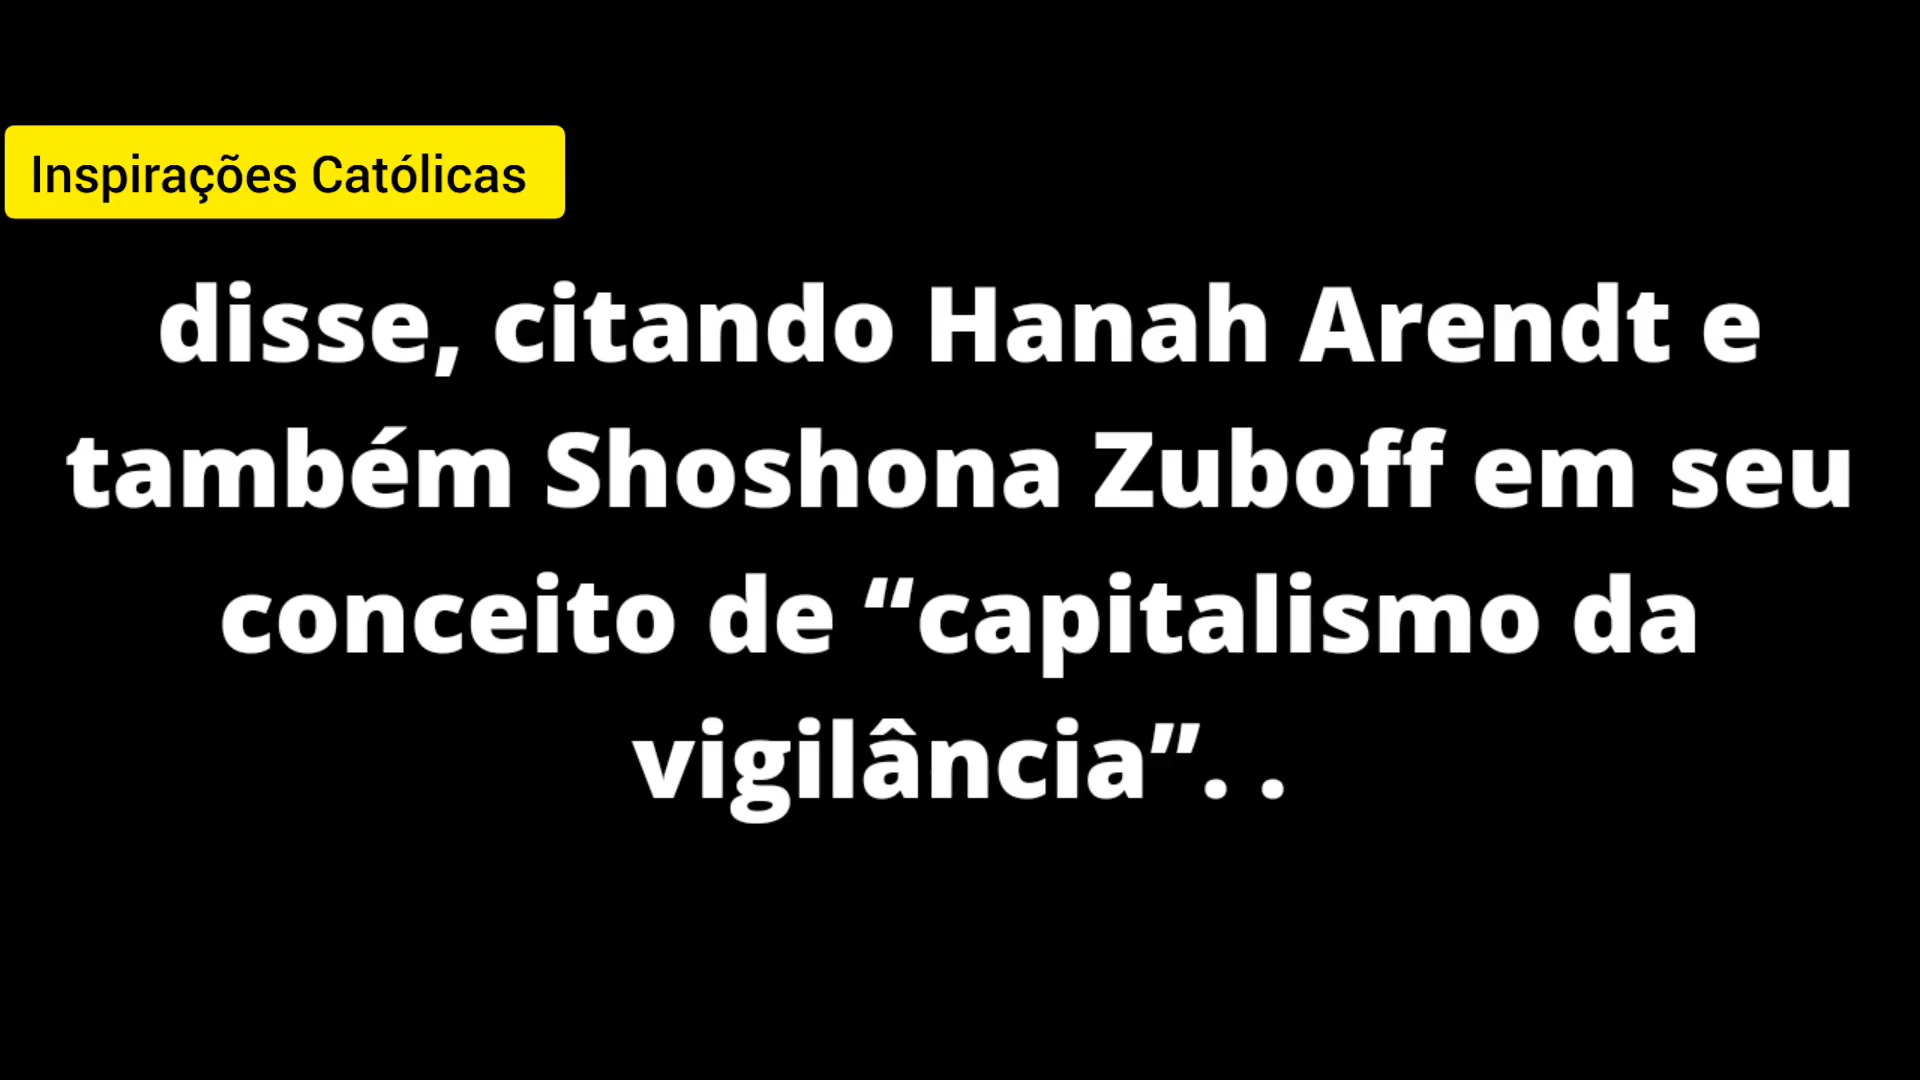 Inspirações Católicas
disse, citando Hanah Arendt e
também Shoshona Zuboff em seu
conceito de “capitalismo da
vigilância”. .